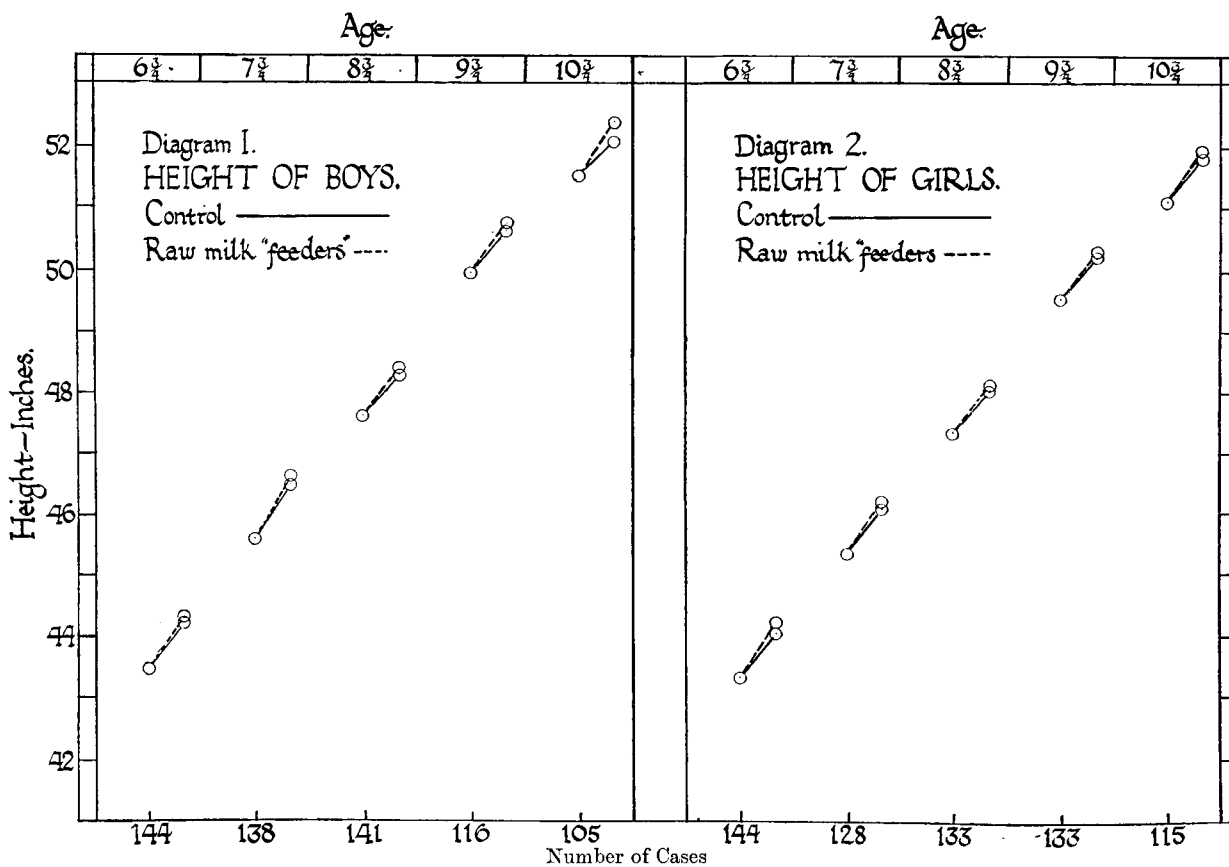 Age.
6¾ 7¾ 8¾ 9¾ 10¾
Diagram 1.
HEIGHT OF BOYS.
Control
Raw milk "feeders"
Height–Inches.
52
50
48
46
44
42
144 138 141 116 105
Age.
6¾ 7¾ 8¾ 9¾ 10¾
Diagram 2.
HEIGHT OF GIRLS.
Control
Raw milk "feeders
144 128 133 133 115
Number of Cases